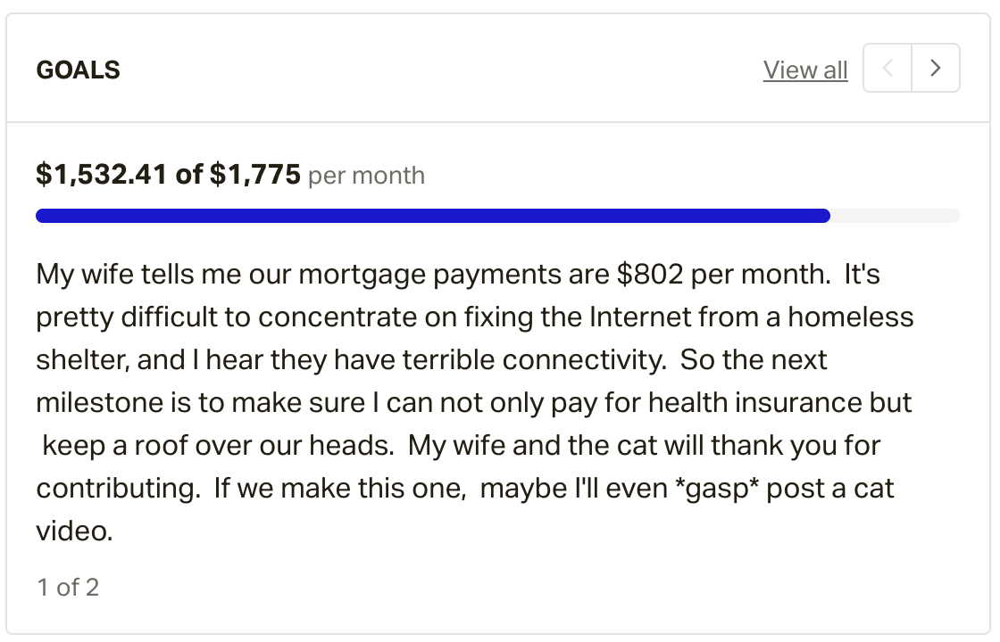 GOALS
View all
$1,532.41 of $1,775 per month
My wife tells me our mortgage payments are $802 per month.  It's
pretty difficult to concentrate on fixing the Internet from a homeless
shelter, and I hear they have terrible connectivity.  So the next
milestone is to make sure I can not only pay for health insurance but
 keep a roof over our heads.  My wife and the cat will thank you for
contributing.  If we make this one,  maybe I'll even *gasp* post a cat
video.
1 of 2